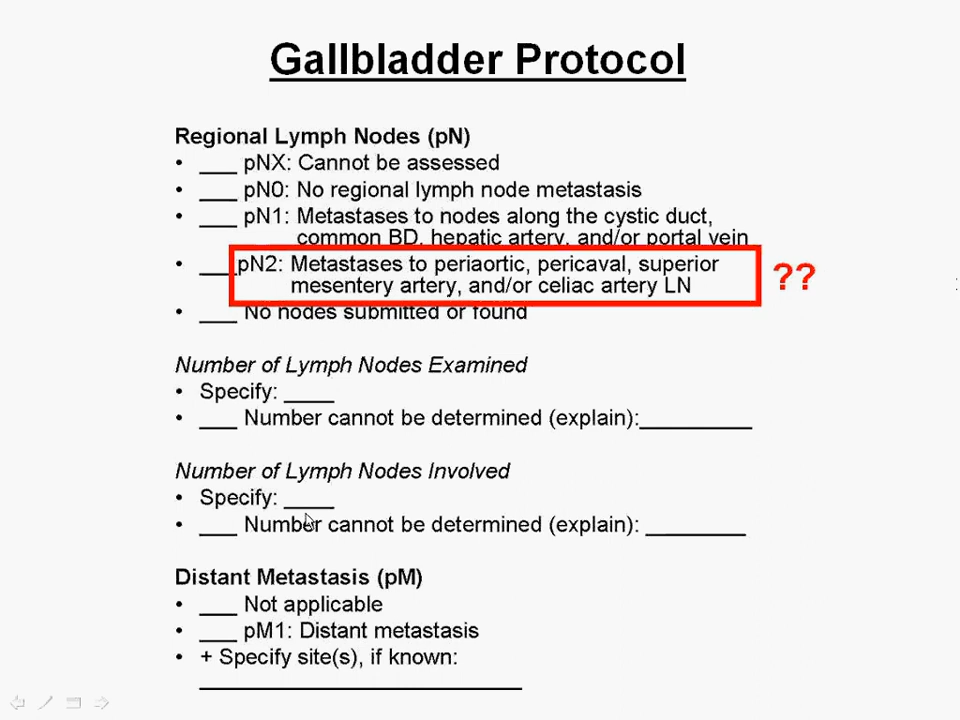 Gallbladder Protocol
Regional Lymph Nodes (pN)
• ___ pNX: Cannot be assessed
• ___ pN0: No regional lymph node metastasis
• ___ pN1: Metastases to nodes along the cystic duct,
common BD, hepatic artery, and/or portal vein
• ___pN2: Metastases to periaortic, pericaval, superior
mesentery artery, and/or celiac artery LN
??
• ___ No nodes submitted or found
Number of Lymph Nodes Examined
• Specify: ____
• ___ Number cannot be determined (explain):_________
Number of Lymph Nodes Involved
• Specify: ____
• ___ Number cannot be determined (explain): ________
Distant Metastasis (pM)
• ___ Not applicable
• ___ pM1: Distant metastasis
• + Specify site(s), if known:
__________________________